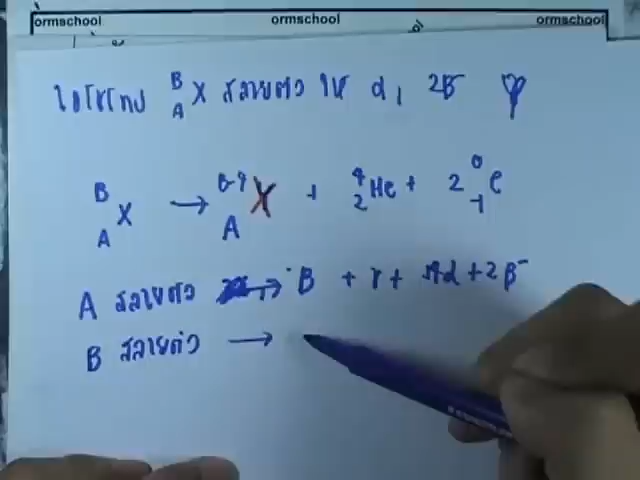 ormschool ormschool ormschool
ไอโซโทป B A X สลายตัว ให้ α, 2β
B A X → B-4 A X + 4 2 He + 2 0 -1 e
A สลายตัว → B + γ + α + 2β⁻
B สลายตัว →